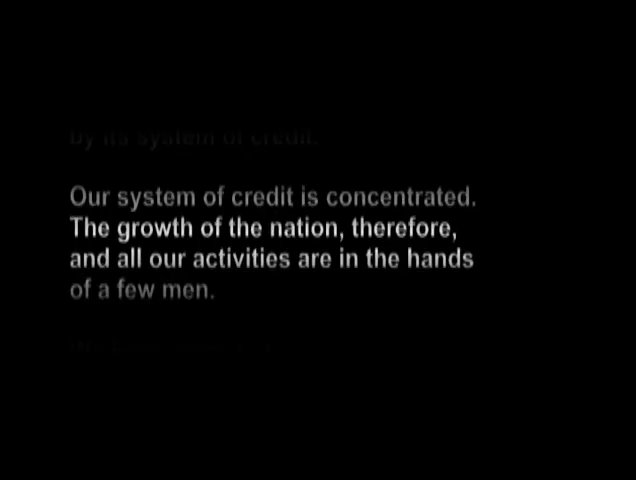 by its system of credit.
Our system of credit is concentrated.
The growth of the nation, therefore,
and all our activities are in the hands
of a few men.